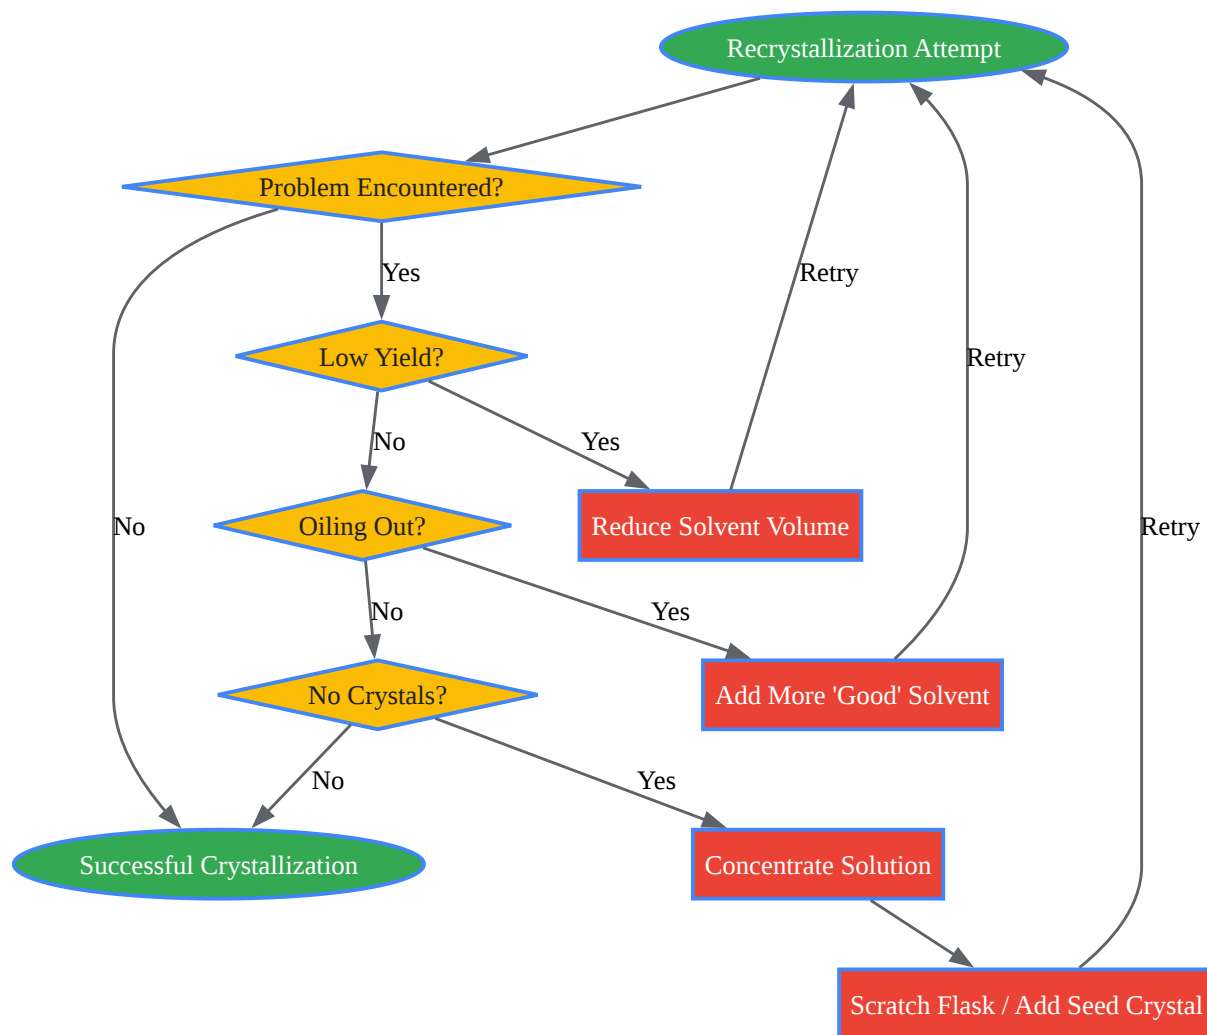 Recrystallization Attempt
Problem Encountered?
Yes
Retry
Low Yield?
Retry
No
Yes
Reduce Solvent Volume
Oiling Out?
No
Retry
No
Yes
Add More 'Good' Solvent
No Crystals?
No
Yes
Successful Crystallization
Concentrate Solution
Scratch Flask / Add Seed Crystal